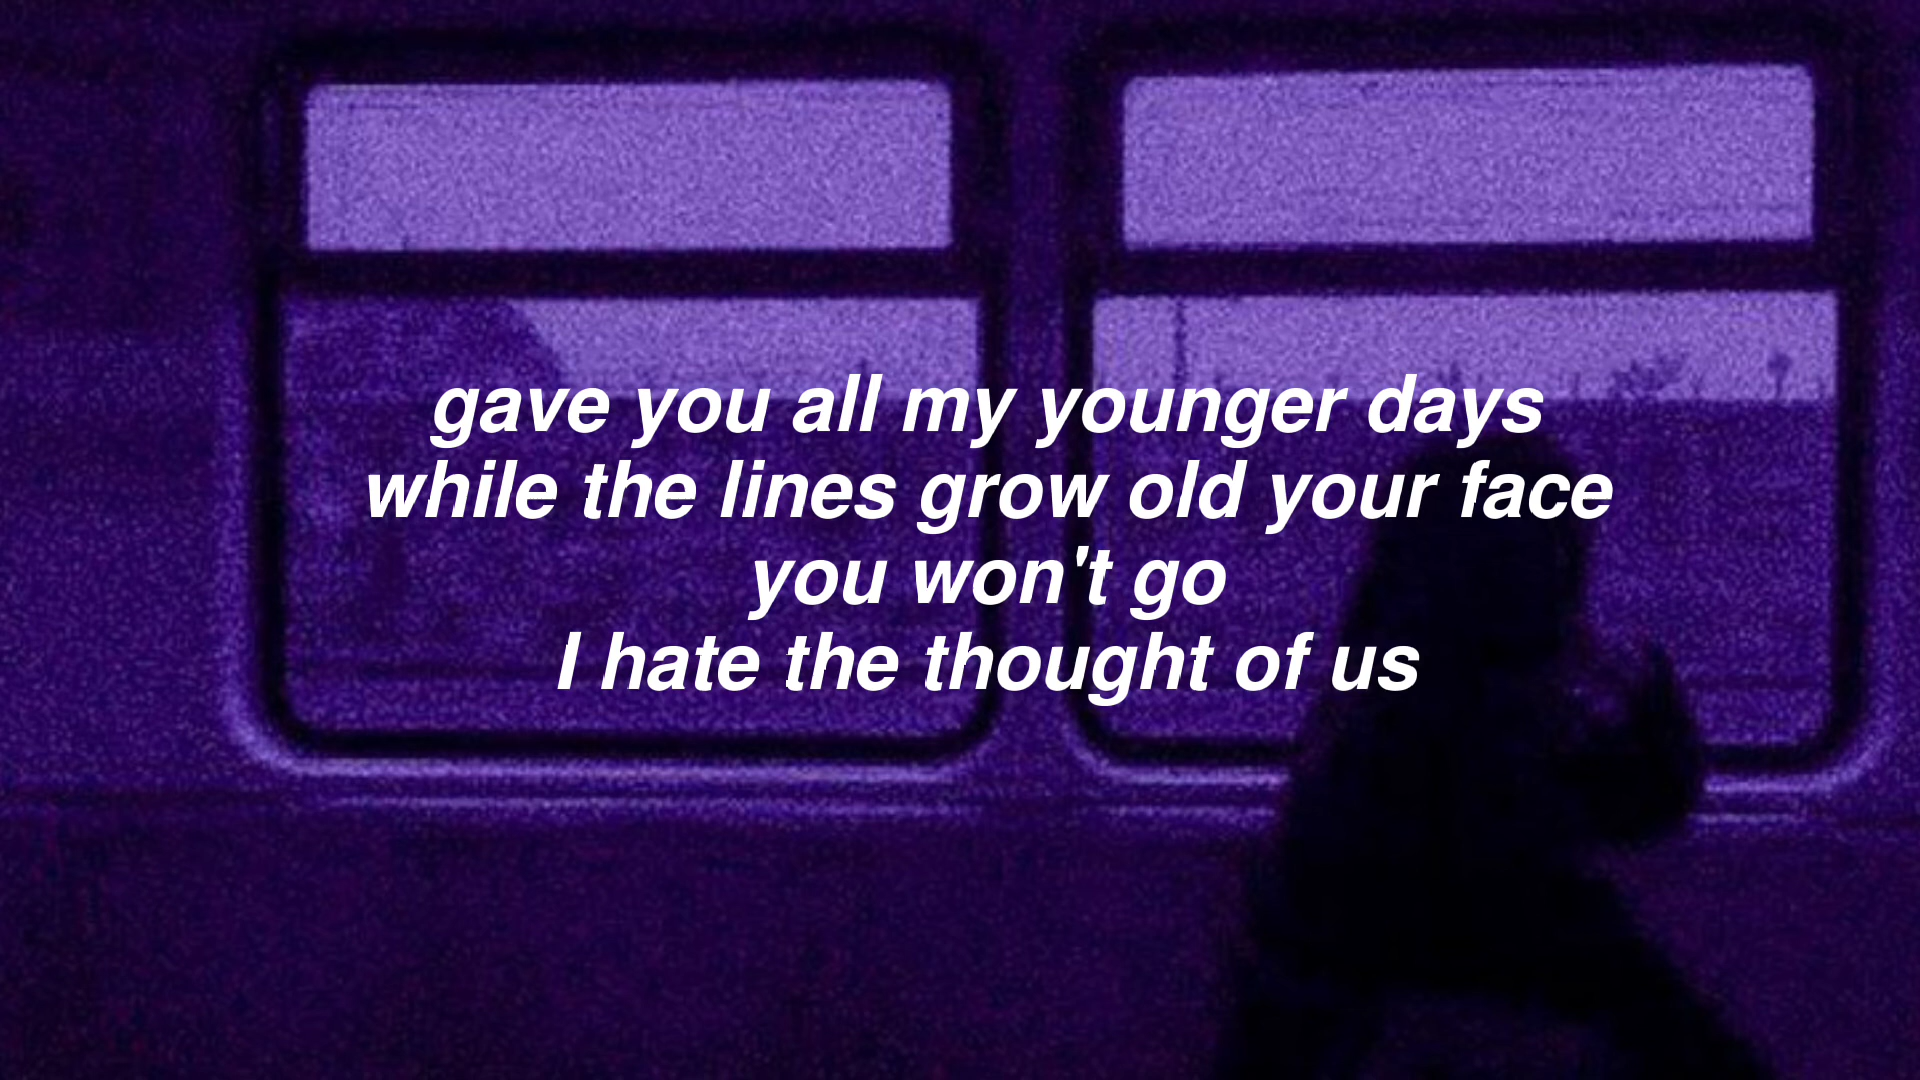 gave you all my younger days
while the lines grow old your face
you won't go
I hate the thought of us